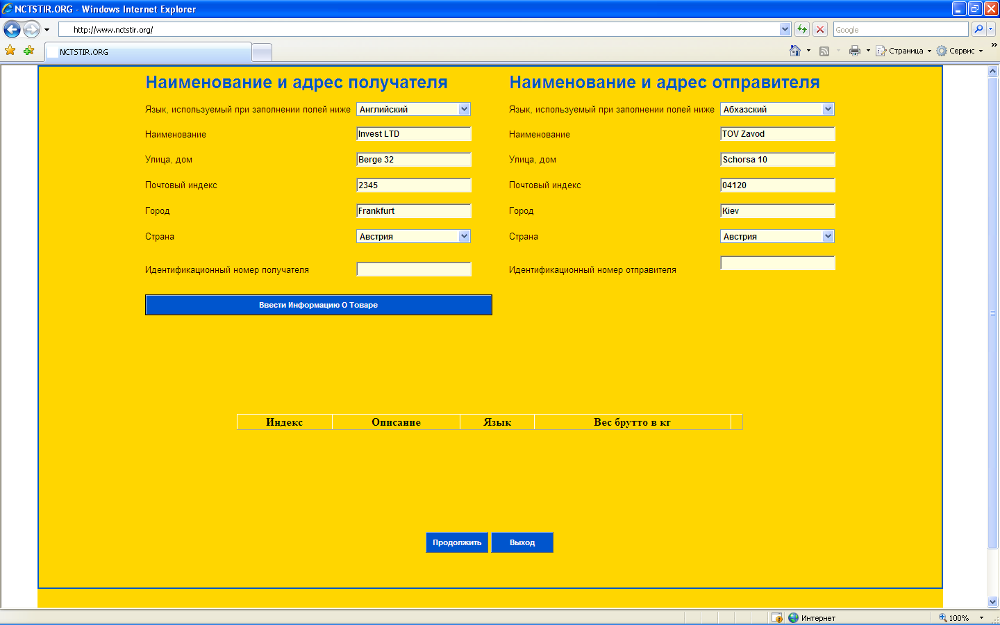 NCTSTIR.ORG - Windows Internet Explorer
http://www.nctstir.org/
Google
NCTSTIR.ORG
Страница
Сервис
Наименование и адрес получателя
Язык, используемый при заполнении полей ниже Английский
Наименование Invest LTD
Улица, дом Berge 32
Почтовый индекс 2345
Город Frankfurt
Страна Австрия
Идентификационный номер получателя
Наименование и адрес отправителя
Язык, используемый при заполнении полей ниже Абхазский
Наименование TOV Zavod
Улица, дом Schorsa 10
Почтовый индекс 04120
Город Kiev
Страна Австрия
Идентификационный номер отправителя
Ввести Информацию О Товаре
Индекс Описание Язык Вес брутто в кг
Продолжить Выход
Интернет 100%